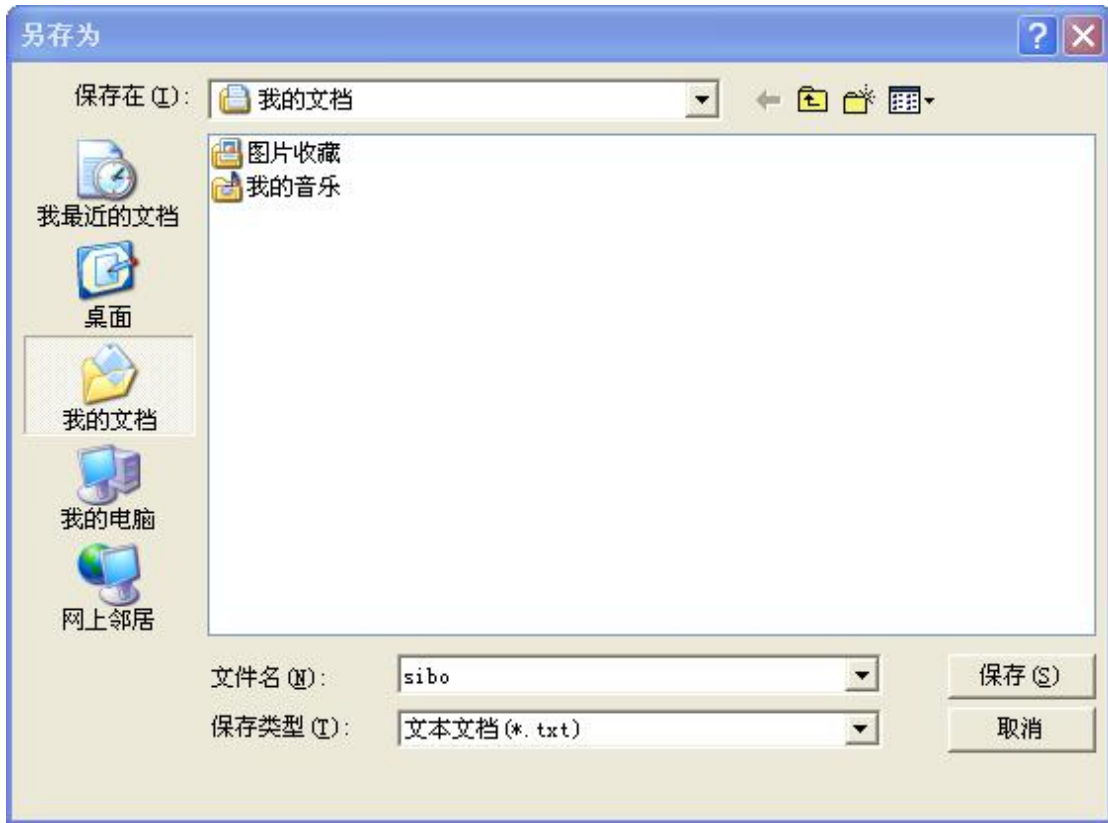 另存为
保存在(I):
我的文档
图片收藏
我的音乐
我最近的文档
桌面
我的文档
我的电脑
网上邻居
文件名(N):
sibo
保存(S)
保存类型(T):
文本文档(*.txt)
取消